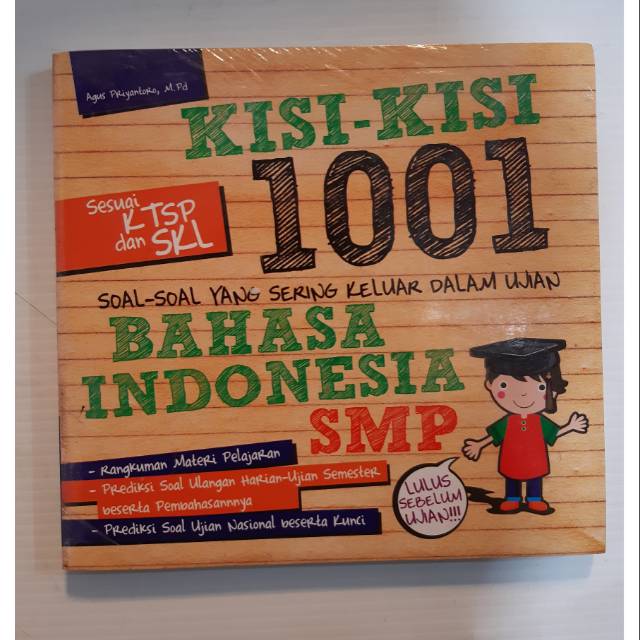 Agus Priyantoro, M.Pd
KISI-KISI
1001
Sesuai
KTSP
dan SKL
SOAL-SOAL YANG SERING KELUAR DALAM UJIAN
BAHASA
INDONESIA
SMP
- Rangkuman Materi Pelajaran
- Prediksi Soal Ulangan Harian-Ujian Semester
beserta Pembahasannnya
- Prediksi Soal Ujian Nasional beserta Kunci
LULUS
SEBELUM
UJIAN!!!